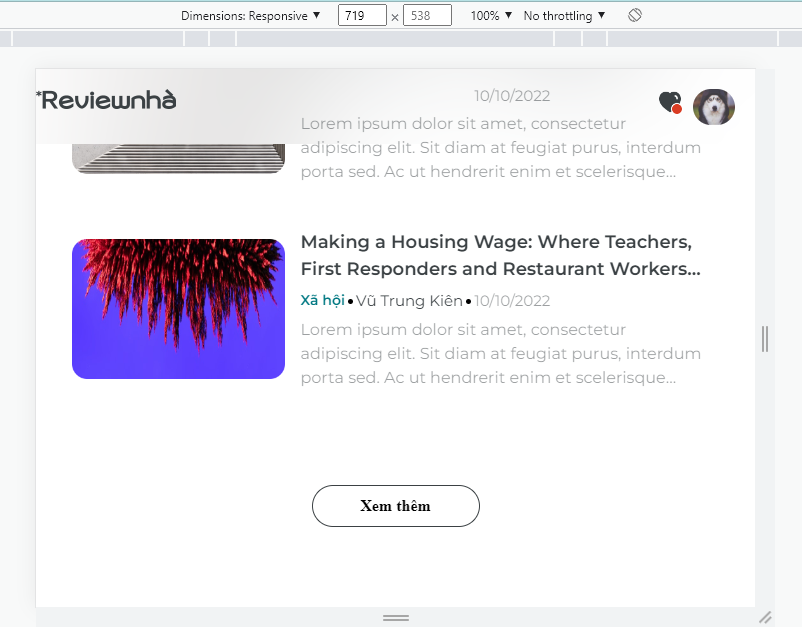 Dimensions: Responsive ▼ 719 × 538 100% ▼ No throttling ▼
*Reviewnhà
10/10/2022
Lorem ipsum dolor sit amet, consectetur
adipiscing elit. Sit diam at feugiat purus, interdum
porta sed. Ac ut hendrerit enim et scelerisque...
Making a Housing Wage: Where Teachers,
First Responders and Restaurant Workers...
Xã hội • Vũ Trung Kiên • 10/10/2022
Lorem ipsum dolor sit amet, consectetur
adipiscing elit. Sit diam at feugiat purus, interdum
porta sed. Ac ut hendrerit enim et scelerisque...
Xem thêm